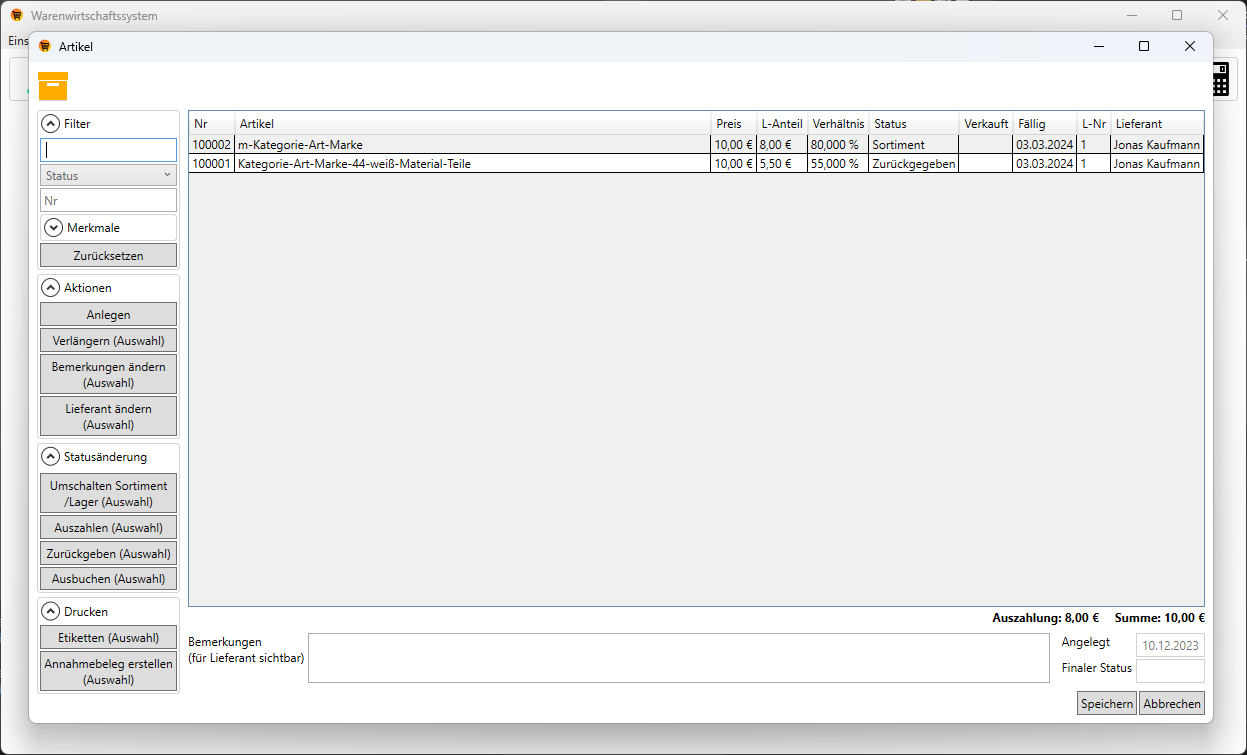 Warenwirtschaftssystem
Eins
Artikel
Filter
Status
Nr
Merkmale
Zurücksetzen
Aktionen
Anlegen
Verlängern (Auswahl)
Bemerkungen ändern
(Auswahl)
Lieferant ändern
(Auswahl)
Statusänderung
Umschalten Sortiment
/Lager (Auswahl)
Auszahlen (Auswahl)
Zurückgeben (Auswahl)
Ausbuchen (Auswahl)
Drucken
Etiketten (Auswahl)
Annahmebeleg erstellen
(Auswahl)
Nr Artikel Preis L-Anteil Verhältnis Status Verkauft Fällig L-Nr Lieferant
100002 m-Kategorie-Art-Marke 10,00 € 8,00 € 80,000 % Sortiment 03.03.2024 1 Jonas Kaufmann
100001 Kategorie-Art-Marke-44-weiß-Material-Teile 10,00 € 5,50 € 55,000 % Zurückgegeben 03.03.2024 1 Jonas Kaufmann
Auszahlung: 8,00 € Summe: 10,00 €
Bemerkungen
(für Lieferant sichtbar)
Angelegt 10.12.2023
Finaler Status
Speichern Abbrechen